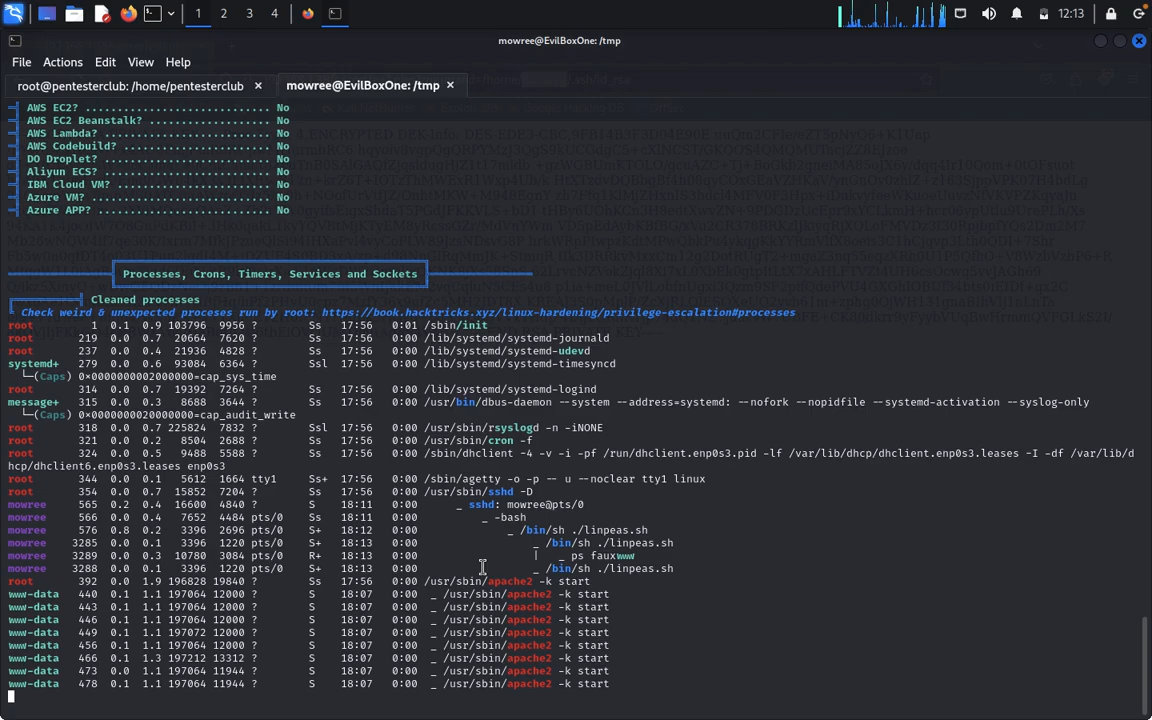 1 2 3 4 12:13
mowree@EvilBoxOne: /tmp
File Actions Edit View Help
root@pentesterclub: /home/pentesterclub × mowree@EvilBoxOne: /tmp ×
AWS EC2? ........................... No
AWS EC2 Beanstalk? ................. No
AWS Lambda? ........................ No
AWS Codebuild? ..................... No
DO Droplet? ........................ No
Aliyun ECS? ........................ No
IBM Cloud VM? ...................... No
Azure VM? .......................... No
Azure APP? ......................... No
Processes, Crons, Timers, Services and Sockets
Cleaned processes
Check weird & unexpected proceses run by root: https://book.hacktricks.xyz/linux-hardening/privilege-escalation#processes
root 1 0.1 0.9 103796 9956 ? Ss 17:56 0:01 /sbin/init
root 219 0.0 0.7 20664 7620 ? Ss 17:56 0:00 /lib/systemd/systemd-journald
root 237 0.0 0.4 21936 4828 ? Ss 17:56 0:00 /lib/systemd/systemd-udevd
systemd+ 279 0.0 0.6 93084 6364 ? Ssl 17:56 0:00 /lib/systemd/systemd-timesyncd
└─(Caps) 0×0000000002000000=cap_sys_time
root 314 0.0 0.7 19392 7264 ? Ss 17:56 0:00 /lib/systemd/systemd-logind
message+ 315 0.0 0.3 8688 3644 ? Ss 17:56 0:00 /usr/bin/dbus-daemon --system --address=systemd: --nofork --nopidfile --systemd-activation --syslog-only
└─(Caps) 0×0000000020000000=cap_audit_write
root 318 0.0 0.7 225824 7832 ? Ssl 17:56 0:00 /usr/sbin/rsyslogd -n -iNONE
root 321 0.0 0.2 8504 2688 ? Ss 17:56 0:00 /usr/sbin/cron -f
root 324 0.0 0.5 9488 5588 ? Ss 17:56 0:00 /sbin/dhclient -4 -v -i -pf /run/dhclient.enp0s3.pid -lf /var/lib/dhcp/dhclient.enp0s3.leases -I -df /var/lib/d
hcp/dhclient6.enp0s3.leases enp0s3
root 344 0.0 0.1 5612 1664 tty1 Ss+ 17:56 0:00 /sbin/agetty -o -p -- u --noclear tty1 linux
root 354 0.0 0.7 15852 7204 ? Ss 17:56 0:00 /usr/sbin/sshd -D
mowree 565 0.2 0.4 16600 4840 ? S 18:11 0:00 _ sshd: mowree@pts/0
mowree 566 0.0 0.4 7652 4484 pts/0 Ss 18:11 0:00 _ -bash
mowree 576 0.8 0.2 3396 2696 pts/0 S+ 18:12 0:00 _ /bin/sh ./linpeas.sh
mowree 3285 0.0 0.1 3396 1220 pts/0 S+ 18:13 0:00 _ /bin/sh ./linpeas.sh
mowree 3289 0.0 0.3 10780 3084 pts/0 R+ 18:13 0:00 | _ ps fauxwww
mowree 3288 0.0 0.1 3396 1220 pts/0 S+ 18:13 0:00 _ /bin/sh ./linpeas.sh
root 392 0.0 1.9 196828 19840 ? Ss 17:56 0:00 /usr/sbin/apache2 -k start
www-data 440 0.1 1.1 197064 12000 ? S 18:07 0:00 _ /usr/sbin/apache2 -k start
www-data 443 0.1 1.1 197064 12000 ? S 18:07 0:00 _ /usr/sbin/apache2 -k start
www-data 446 0.1 1.1 197064 12000 ? S 18:07 0:00 _ /usr/sbin/apache2 -k start
www-data 449 0.1 1.1 197072 12000 ? S 18:07 0:00 _ /usr/sbin/apache2 -k start
www-data 456 0.1 1.1 197064 12000 ? S 18:07 0:00 _ /usr/sbin/apache2 -k start
www-data 466 0.1 1.3 197212 13312 ? S 18:07 0:00 _ /usr/sbin/apache2 -k start
www-data 473 0.0 1.1 197064 11944 ? S 18:07 0:00 _ /usr/sbin/apache2 -k start
www-data 478 0.1 1.1 197064 11944 ? S 18:07 0:00 _ /usr/sbin/apache2 -k start